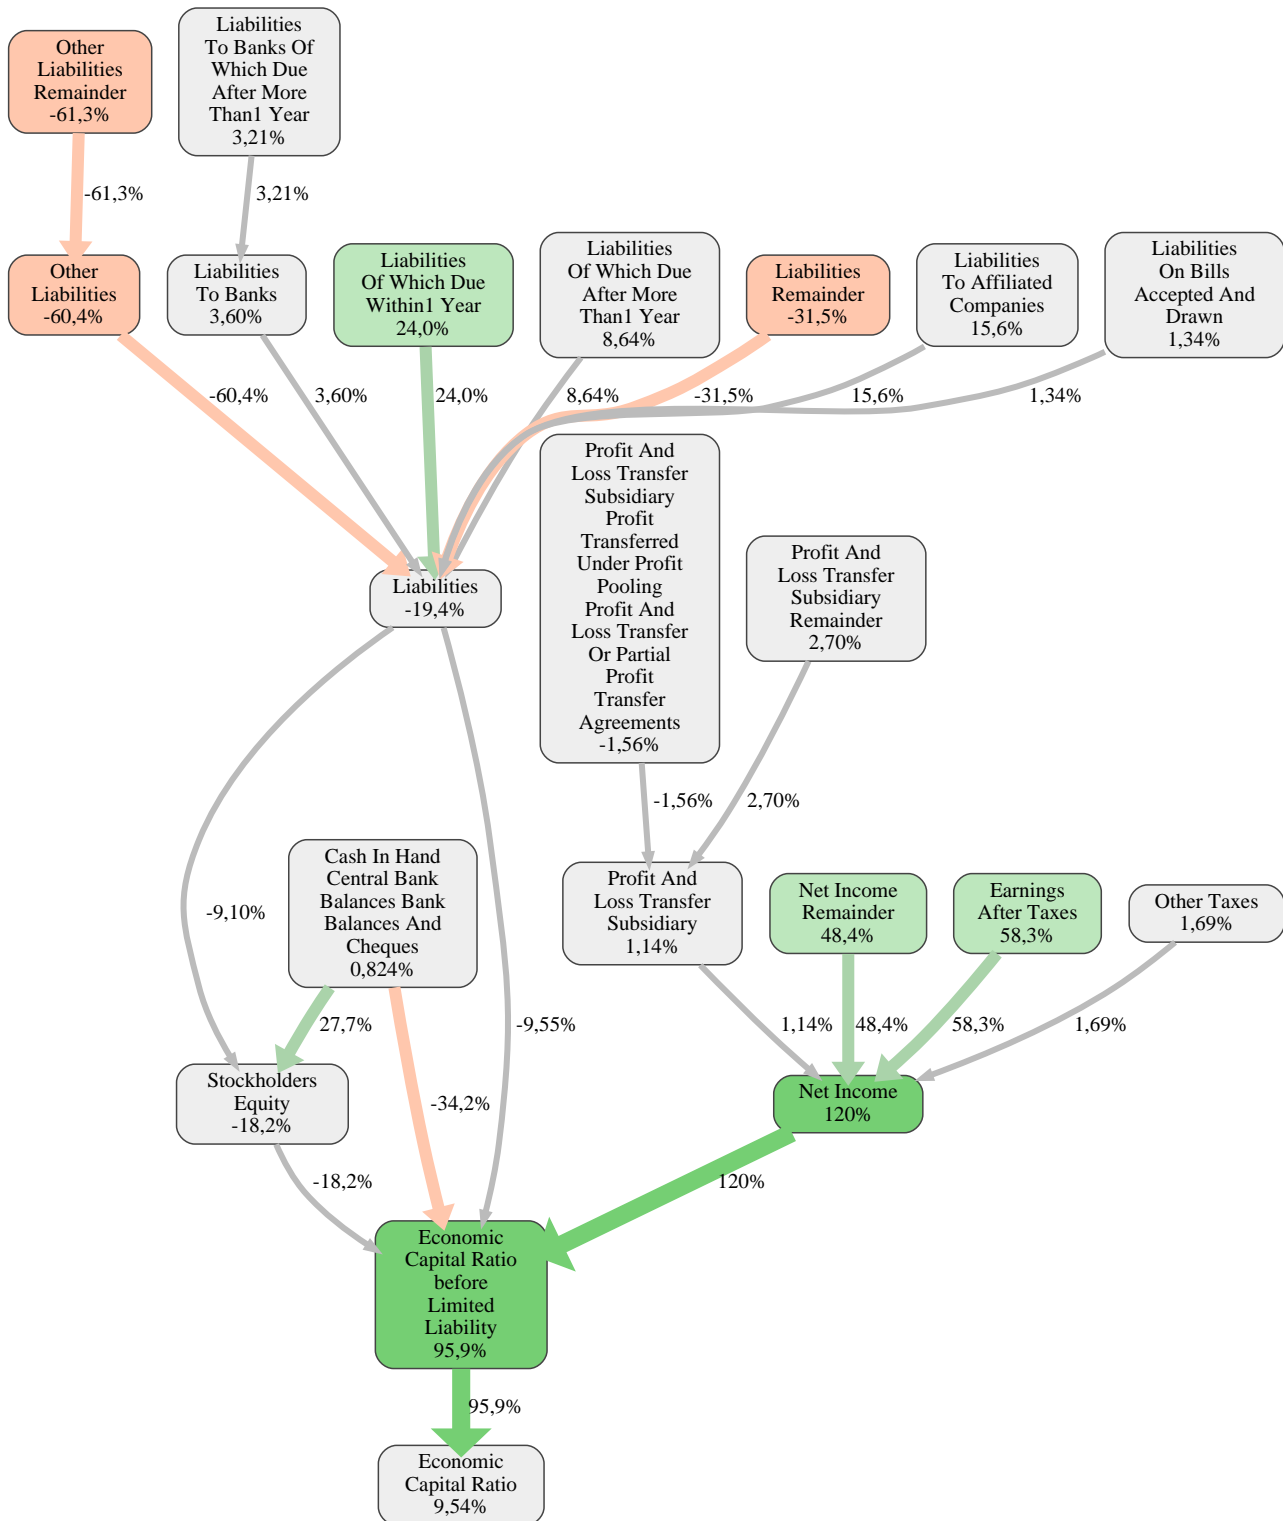 Other
Liabilities
Remainder
-61,3%
Liabilities
To Banks Of
Which Due
After More
Than1 Year
3,21%
-61,3%
3,21%
Other
Liabilities
-60,4%
Liabilities
To Banks
3,60%
Liabilities
Of Which Due
Within1 Year
24,0%
Liabilities
Of Which Due
After More
Than1 Year
8,64%
Liabilities
Remainder
-31,5%
Liabilities
To Affiliated
Companies
15,6%
Liabilities
On Bills
Accepted And
Drawn
1,34%
-60,4%
3,60%
24,0%
8,64%
-31,5%
15,6%
1,34%
Profit And
Loss Transfer
Subsidiary
Profit
Transferred
Under Profit
Pooling
Profit And
Loss Transfer
Or Partial
Profit
Transfer
Agreements
-1,56%
Profit And
Loss Transfer
Subsidiary
Remainder
2,70%
Liabilities
-19,4%
-1,56%
2,70%
Cash In Hand
Central Bank
Balances Bank
Balances And
Cheques
0,824%
Profit And
Loss Transfer
Subsidiary
1,14%
Net Income
Remainder
48,4%
Earnings
After Taxes
58,3%
Other Taxes
1,69%
-9,10%
27,7%
-9,55%
1,14%
48,4%
58,3%
1,69%
Stockholders
Equity
-18,2%
-34,2%
Net Income
120%
-18,2%
120%
Economic
Capital Ratio
before
Limited
Liability
95,9%
95,9%
Economic
Capital Ratio
9,54%